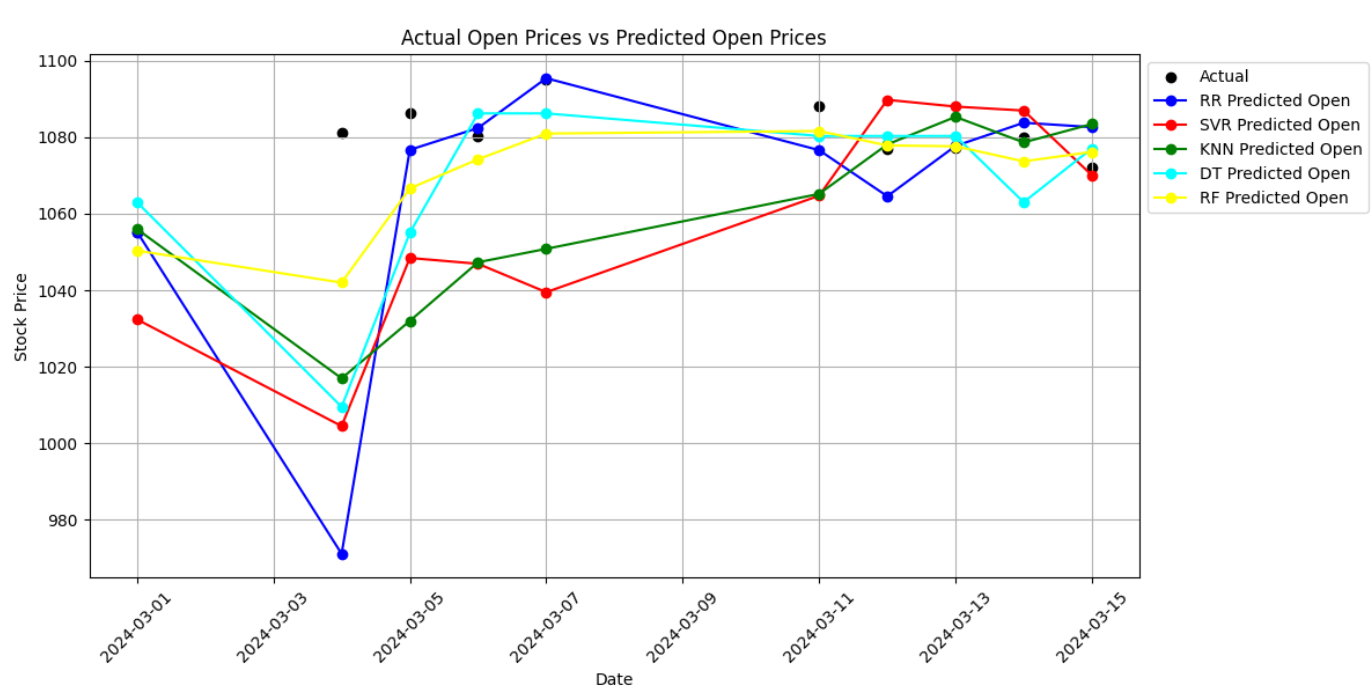 Actual Open Prices vs Predicted Open Prices
Stock Price
1100
1080
1060
1040
1020
1000
980
2024-03-01
2024-03-03
2024-03-05
2024-03-07
2024-03-09
2024-03-11
2024-03-13
2024-03-15
Date
Actual
RR Predicted Open
SVR Predicted Open
KNN Predicted Open
DT Predicted Open
RF Predicted Open